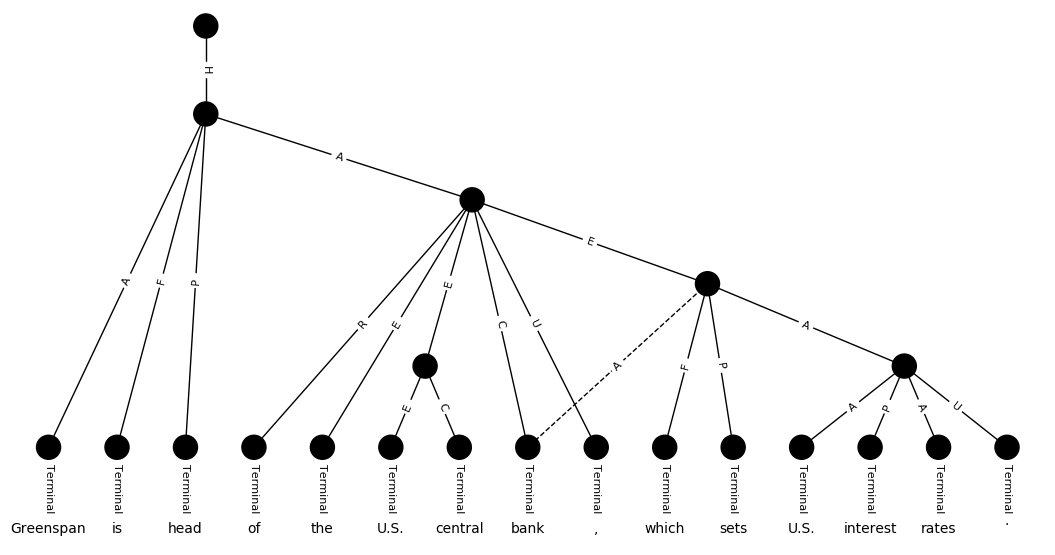 H
A
E
A F P E A
R E C U A F P
E C A P A U
Terminal Terminal Terminal Terminal Terminal Terminal Terminal Terminal Terminal Terminal Terminal Terminal Terminal Terminal Terminal
Greenspan is head of the U.S. central bank , which sets U.S. interest rates .